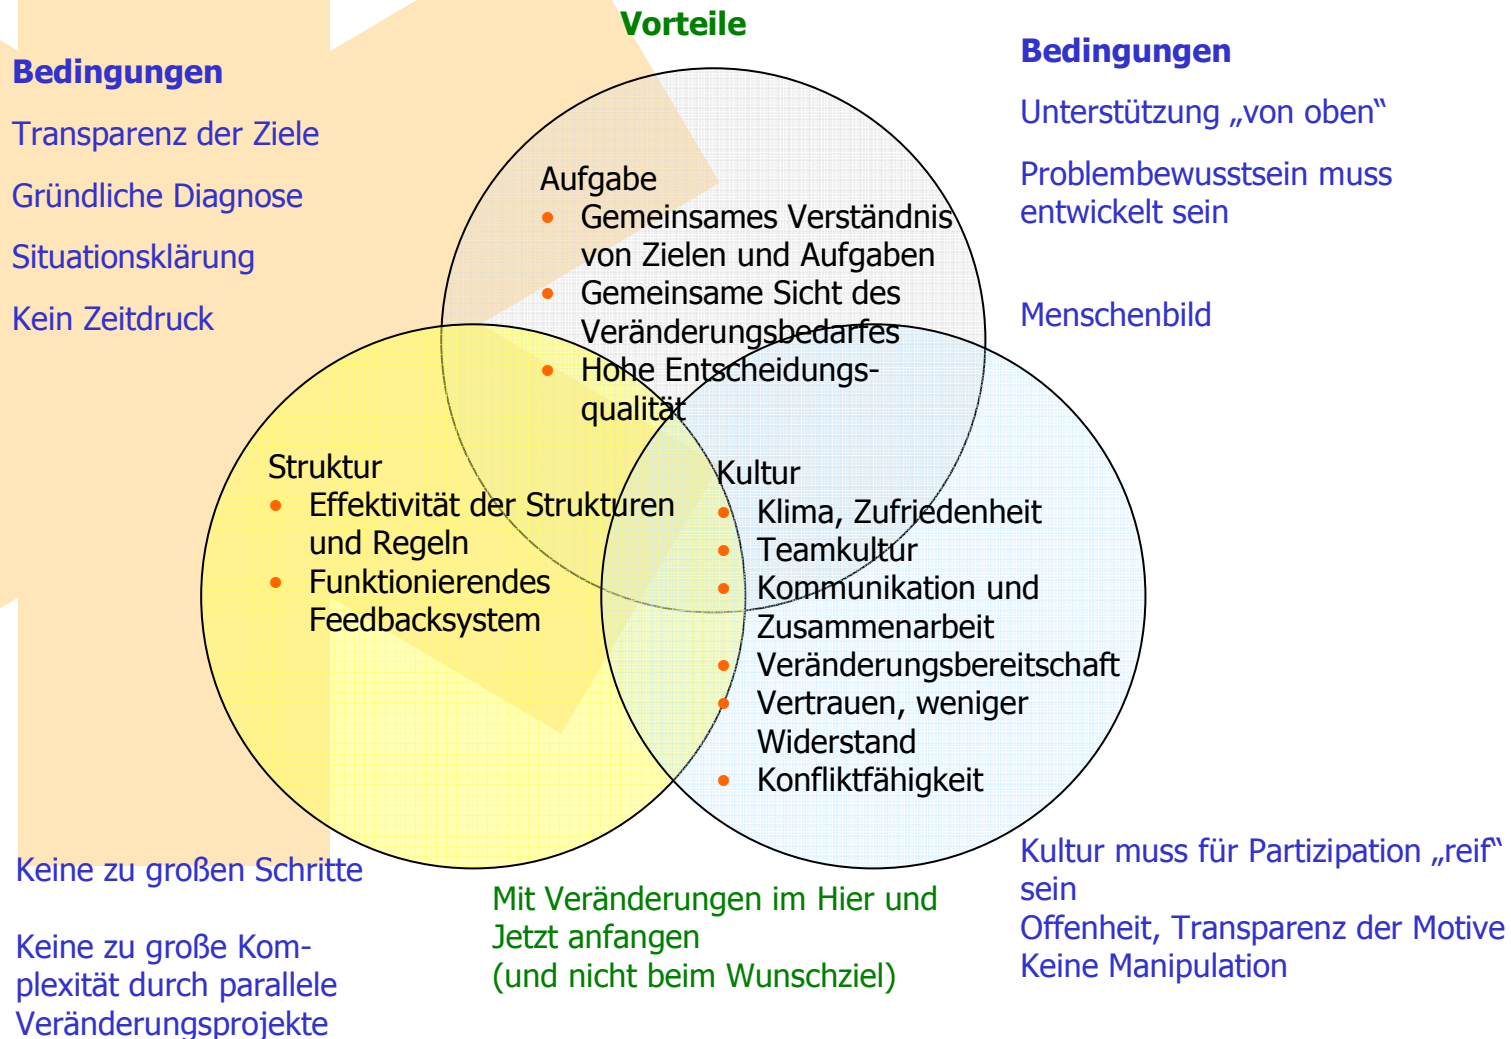 Vorteile
Bedingungen
Transparenz der Ziele
Gründliche Diagnose
Situationsklärung
Kein Zeitdruck
Bedingungen
Unterstützung „von oben“
Problembewusstsein muss
entwickelt sein
Menschenbild
Aufgabe
• Gemeinsames Verständnis
von Zielen und Aufgaben
• Gemeinsame Sicht des
Veränderungsbedarfes
• Hohe Entscheidungs-
qualität
Struktur
• Effektivität der Strukturen
und Regeln
• Funktionierendes
Feedbacksystem
Kultur
• Klima, Zufriedenheit
• Teamkultur
• Kommunikation und
Zusammenarbeit
• Veränderungsbereitschaft
• Vertrauen, weniger
Widerstand
• Konfliktfähigkeit
Keine zu großen Schritte
Keine zu große Kom-
plexität durch parallele
Veränderungsprojekte
Mit Veränderungen im Hier und
Jetzt anfangen
(und nicht beim Wunschziel)
Kultur muss für Partizipation „reif“
sein
Offenheit, Transparenz der Motive
Keine Manipulation